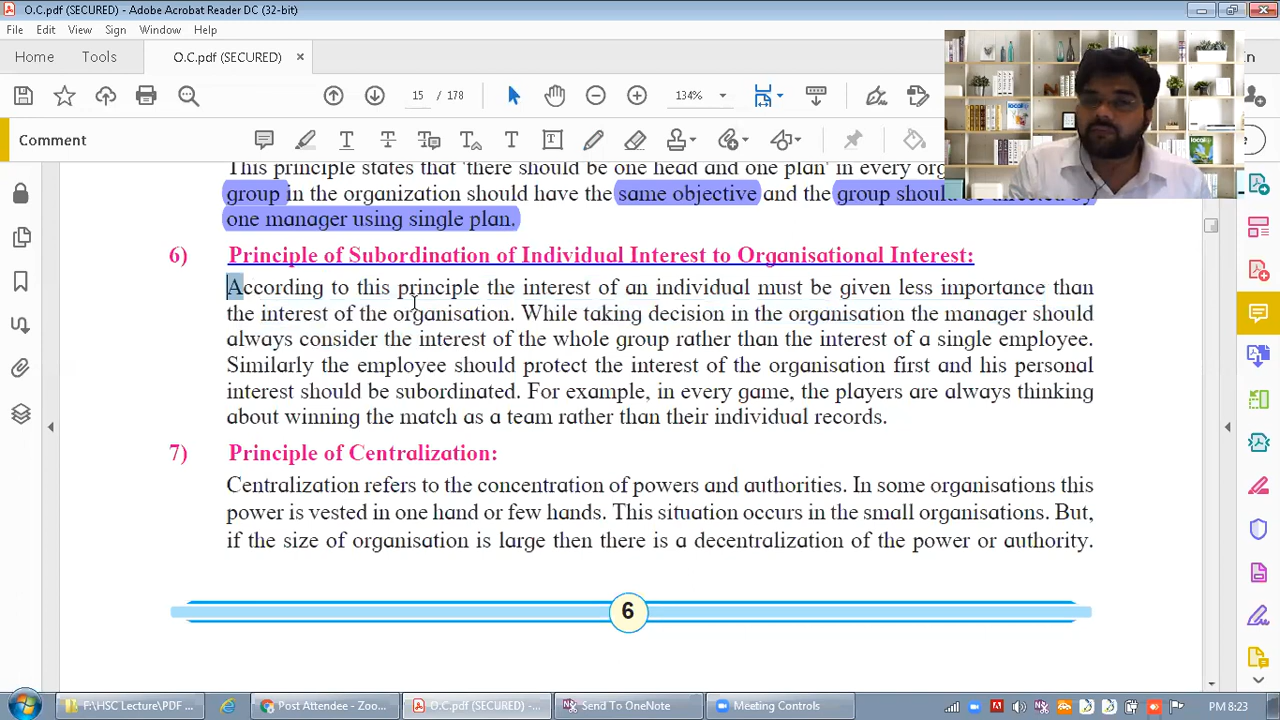 O.C.pdf (SECURED) - Adobe Acrobat Reader DC (32-bit)
File Edit View Sign Window Help
Home Tools O.C.pdf (SECURED) ×
15 / 178 134%
Comment
This principle states that 'there should be one head and one plan' in every
group in the organization should have the same objective and the group should be directed by
one manager using single plan.
6) Principle of Subordination of Individual Interest to Organisational Interest:
According to this principle the interest of an individual must be given less importance than
the interest of the organisation. While taking decision in the organisation the manager should
always consider the interest of the whole group rather than the interest of a single employee.
Similarly the employee should protect the interest of the organisation first and his personal
interest should be subordinated. For example, in every game, the players are always thinking
about winning the match as a team rather than their individual records.
7) Principle of Centralization:
Centralization refers to the concentration of powers and authorities. In some organisations this
power is vested in one hand or few hands. This situation occurs in the small organisations. But,
if the size of organisation is large then there is a decentralization of the power or authority.
6
F:\HSC Lecture\PDF ... Post Attendee - Zoo... O.C.pdf (SECURED) -... Send To OneNote Meeting Controls PM 8:23